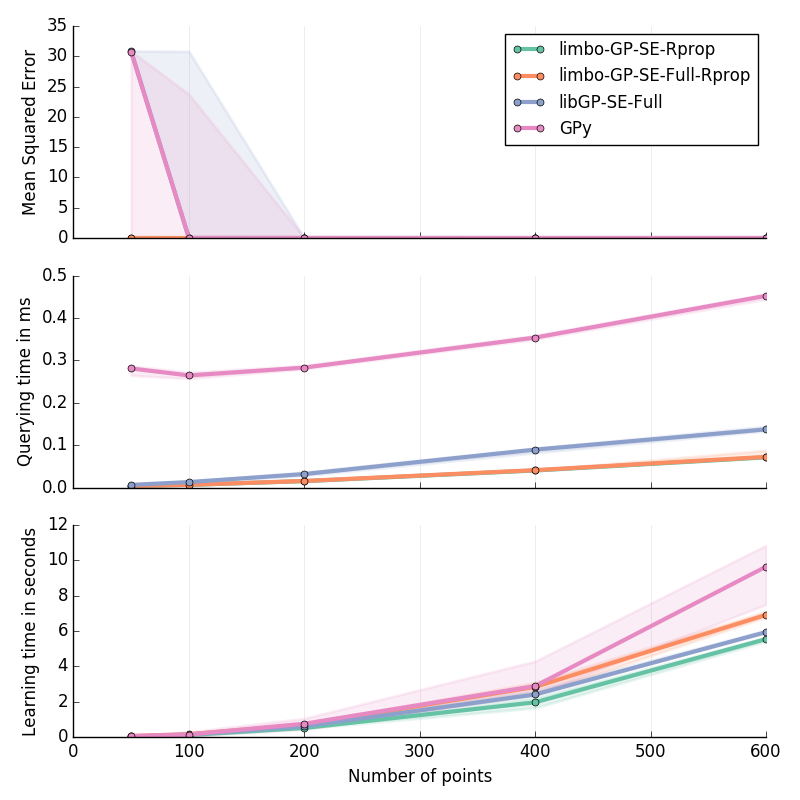 35
30
25
20
15
10
5
0
Mean Squared Error
limbo-GP-SE-Rprop
limbo-GP-SE-Full-Rprop
libGP-SE-Full
GPy
0.5
0.4
0.3
0.2
0.1
0.0
Querying time in ms
12
10
8
6
4
2
0
Learning time in seconds
0 100 200 300 400 500 600
Number of points